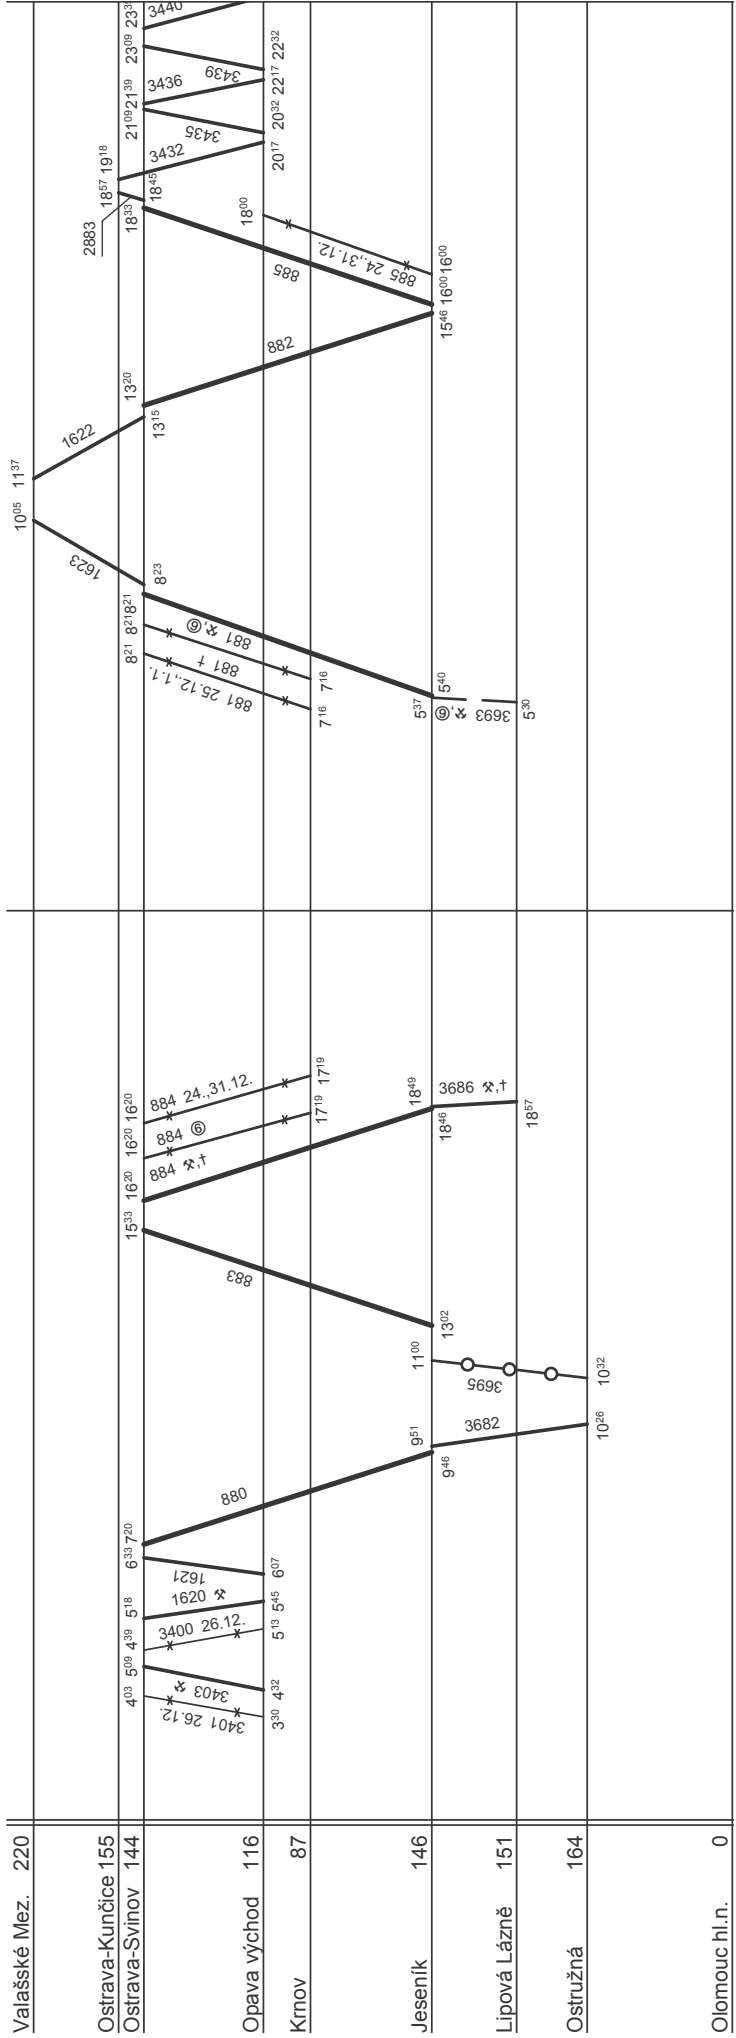 Valašské Mez. 220
Ostrava-Kunčice 155
Ostrava-Svinov 144
Opava východ 116
Krnov 87
Jeseník 146
Lipová Lázně 151
Ostružná 164
Olomouc hl.n. 0
3³⁰ 3401 26.12. 4⁰³
4³² 3403 ⚒ 5⁰⁹
4³⁹ 3400 26.12. 5¹³
5¹⁸ 1620 ⚒ 5⁴⁵
6⁰⁷ 1621 6³³
7²⁰ 880 9⁴⁶
9⁵¹ 3682 10²⁶
10³² 3695 11⁰⁰
13⁰² 883 15³³
16²⁰ 884 ⚒,† 18⁴⁶
18⁴⁹ 3686 ⚒,† 18⁵⁷
16²⁰ 884 ⑥ 17¹⁹
16²⁰ 884 24.,31.12. 17¹⁹
5³⁰ 3693 ⚒,⑥ 5³⁷
5⁴⁰ 881 ⚒,⑥ 8²¹
7¹⁶ 881 † 8²¹
7¹⁶ 881 25.12.,1.1. 8²¹
8²³ 1623 10⁰⁵
11³⁷ 1622 13¹⁵
13²⁰ 882 15⁴⁶
16⁰⁰ 885 18³³
16⁰⁰ 885 24.,31.12. 18⁰⁰
18⁴⁵ 2883 18⁵⁷
19¹⁸ 3432 20¹⁷
20³² 3435 21⁰⁹
21³⁹ 3436 22¹⁷
22³² 3439 23⁰⁹
3440